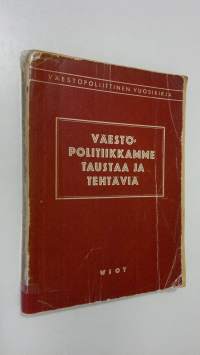 VÄESTÖPOLIITTINEN VUOSIKIRJA
VÄESTÖ-
POLITIIKKAMME
TAUSTAA JA
TEHTÄVIÄ
WSOY